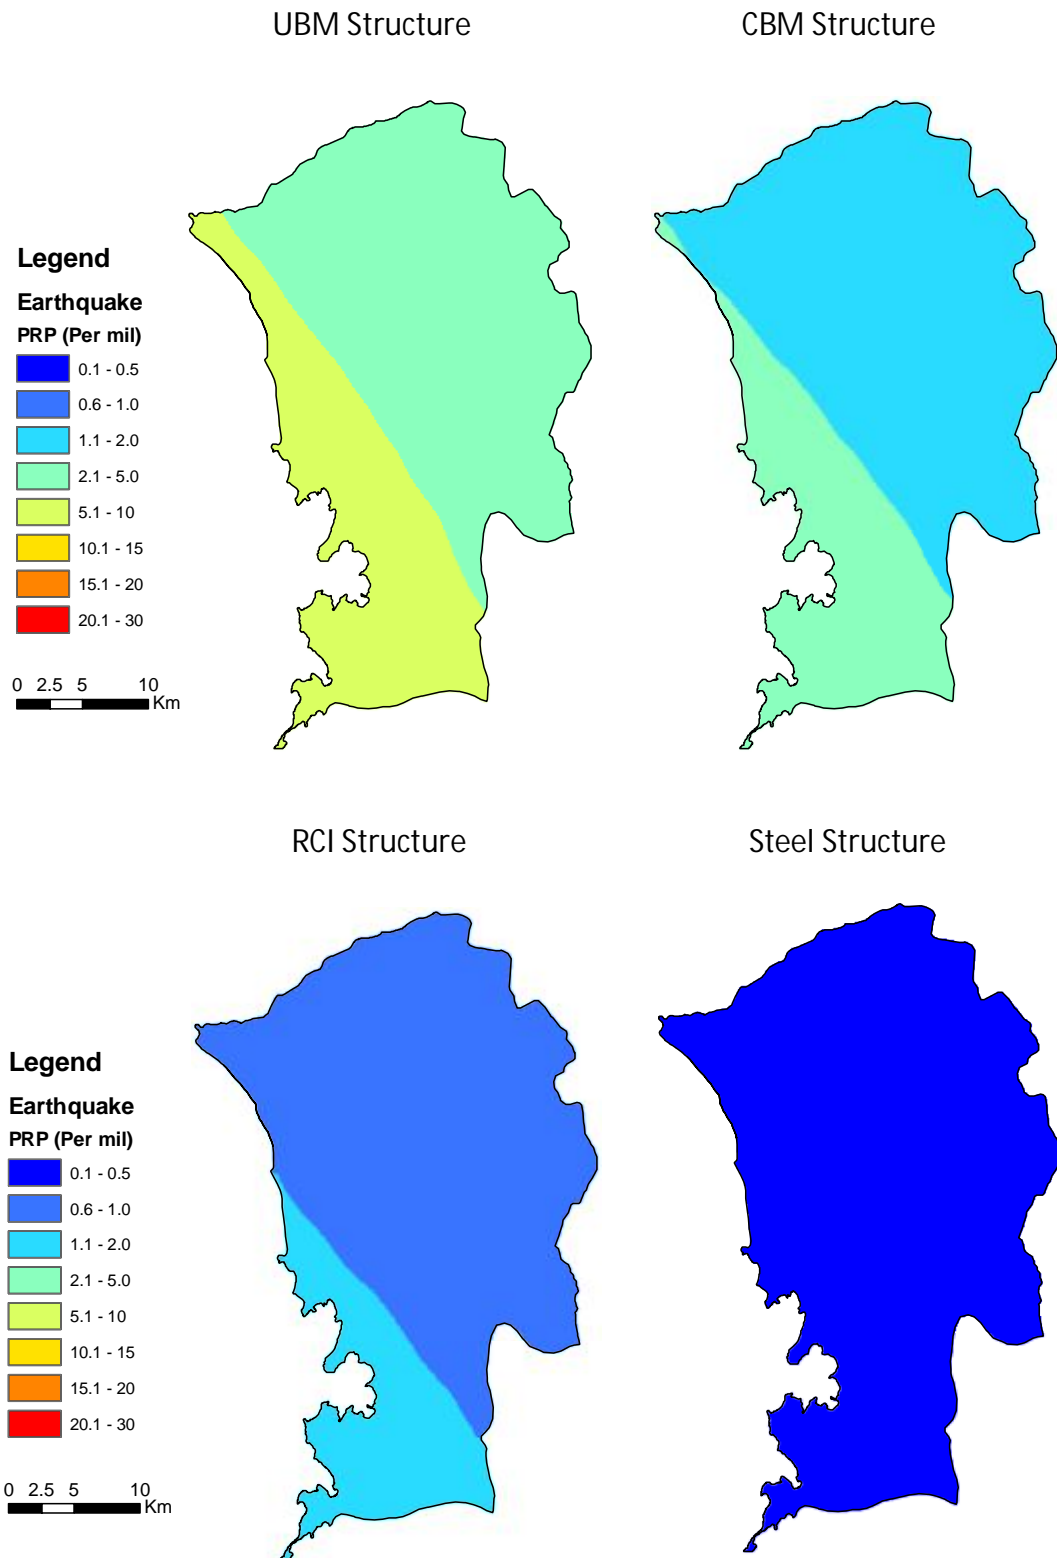 UBM Structure
CBM Structure
Legend
Earthquake
PRP (Per mil)
0.1 - 0.5
0.6 - 1.0
1.1 - 2.0
2.1 - 5.0
5.1 - 10
10.1 - 15
15.1 - 20
20.1 - 30
0 2.5 5 10
Km
RCI Structure
Steel Structure
Legend
Earthquake
PRP (Per mil)
0.1 - 0.5
0.6 - 1.0
1.1 - 2.0
2.1 - 5.0
5.1 - 10
10.1 - 15
15.1 - 20
20.1 - 30
0 2.5 5 10
Km